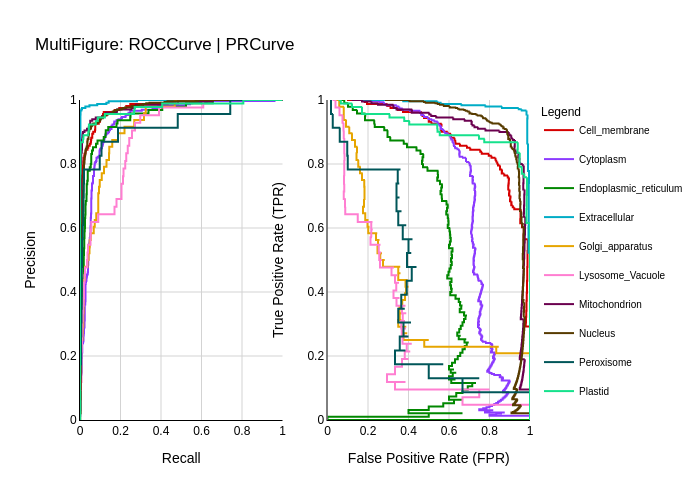 MultiFigure: ROCCurve | PRCurve
Precision
1
0.8
0.6
0.4
0.2
0
0 0.2 0.4 0.6 0.8 1
Recall
True Positive Rate (TPR)
1
0.8
0.6
0.4
0.2
0
0 0.2 0.4 0.6 0.8 1
False Positive Rate (FPR)
Legend
Cell_membrane
Cytoplasm
Endoplasmic_reticulum
Extracellular
Golgi_apparatus
Lysosome_Vacuole
Mitochondrion
Nucleus
Peroxisome
Plastid